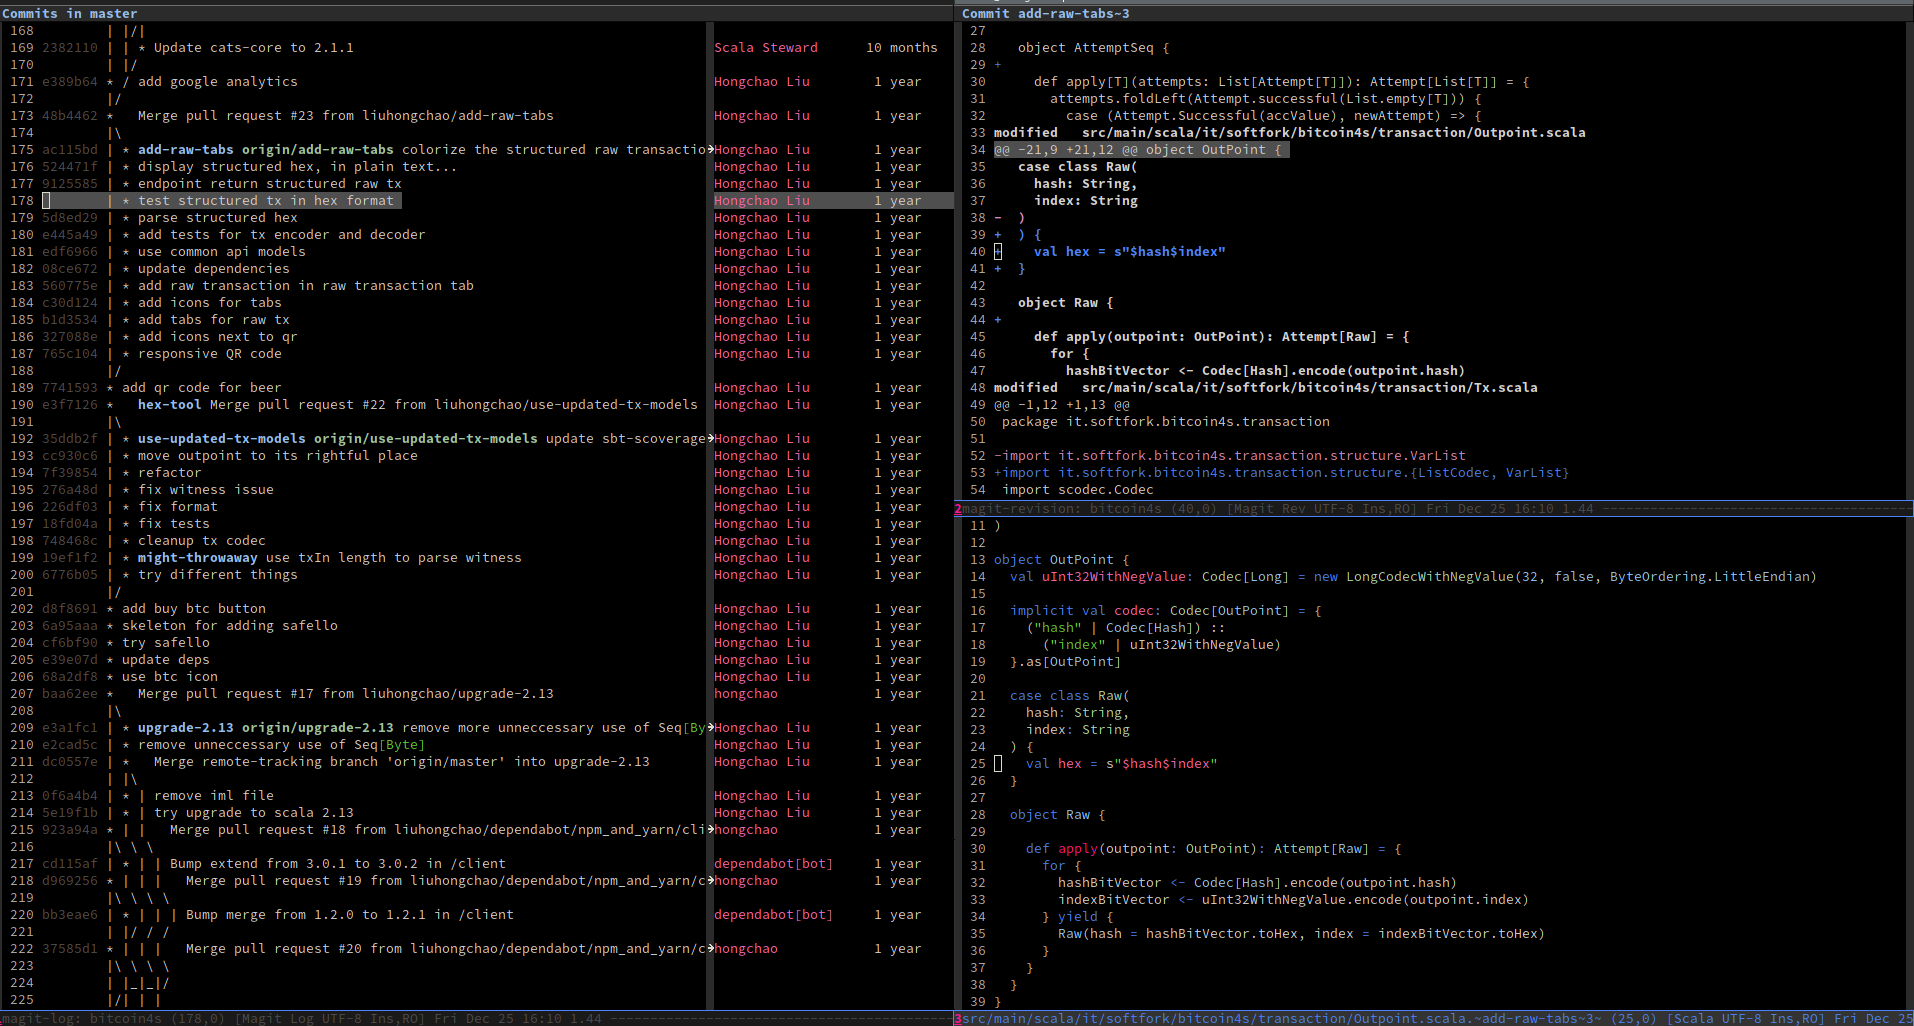 Commits in master
168 | |/|
169 2382110 | | * Update cats-core to 2.1.1 Scala Steward 10 months
170 | |/
171 e389b64 * / add google analytics Hongchao Liu 1 year
172 |/
173 48b4462 * Merge pull request #23 from liuhongchao/add-raw-tabs Hongchao Liu 1 year
174 |\
175 ac115bd | * add-raw-tabs origin/add-raw-tabs colorize the structured raw transactio→Hongchao Liu 1 year
176 524471f | * display structured hex, in plain text... Hongchao Liu 1 year
177 9125585 | * endpoint return structured raw tx Hongchao Liu 1 year
178 | * test structured tx in hex format Hongchao Liu 1 year
179 5d8ed29 | * parse structured hex Hongchao Liu 1 year
180 e445a49 | * add tests for tx encoder and decoder Hongchao Liu 1 year
181 edf6966 | * use common api models Hongchao Liu 1 year
182 08ce672 | * update dependencies Hongchao Liu 1 year
183 560775e | * add raw transaction in raw transaction tab Hongchao Liu 1 year
184 c30d124 | * add icons for tabs Hongchao Liu 1 year
185 b1d3534 | * add tabs for raw tx Hongchao Liu 1 year
186 327088e | * add icons next to qr Hongchao Liu 1 year
187 765c104 | * responsive QR code Hongchao Liu 1 year
188 |/
189 7741593 * add qr code for beer Hongchao Liu 1 year
190 e3f7126 * hex-tool Merge pull request #22 from liuhongchao/use-updated-tx-models Hongchao Liu 1 year
191 |\
192 35ddb2f | * use-updated-tx-models origin/use-updated-tx-models update sbt-scoverage→Hongchao Liu 1 year
193 cc930c6 | * move outpoint to its rightful place Hongchao Liu 1 year
194 7f39854 | * refactor Hongchao Liu 1 year
195 276a48d | * fix witness issue Hongchao Liu 1 year
196 226df03 | * fix format Hongchao Liu 1 year
197 18fd04a | * fix tests Hongchao Liu 1 year
198 748468c | * cleanup tx codec Hongchao Liu 1 year
199 19ef1f2 | * might-throwaway use txIn length to parse witness Hongchao Liu 1 year
200 6776b05 | * try different things Hongchao Liu 1 year
201 |/
202 d8f8691 * add buy btc button Hongchao Liu 1 year
203 6a95aaa * skeleton for adding safello Hongchao Liu 1 year
204 cf6bf90 * try safello Hongchao Liu 1 year
205 e39e07d * update deps Hongchao Liu 1 year
206 68a2df8 * use btc icon Hongchao Liu 1 year
207 baa62ee * Merge pull request #17 from liuhongchao/upgrade-2.13 hongchao 1 year
208 |\
209 e3a1fc1 | * upgrade-2.13 origin/upgrade-2.13 remove more unneccessary use of Seq[By→Hongchao Liu 1 year
210 e2cad5c | * remove unneccessary use of Seq[Byte] Hongchao Liu 1 year
211 dc0557e | * Merge remote-tracking branch 'origin/master' into upgrade-2.13 Hongchao Liu 1 year
212 | |\
213 0f6a4b4 | * | remove iml file Hongchao Liu 1 year
214 5e19f1b | * | try upgrade to scala 2.13 Hongchao Liu 1 year
215 923a94a * | | Merge pull request #18 from liuhongchao/dependabot/npm_and_yarn/cli→hongchao 1 year
216 |\ \ \
217 cd115af | * | | Bump extend from 3.0.1 to 3.0.2 in /client dependabot[bot] 1 year
218 d969256 * | | | Merge pull request #19 from liuhongchao/dependabot/npm_and_yarn/c→hongchao 1 year
219 |\ \ \ \
220 bb3eae6 | * | | | Bump merge from 1.2.0 to 1.2.1 in /client dependabot[bot] 1 year
221 | |/ / /
222 37585d1 * | | | Merge pull request #20 from liuhongchao/dependabot/npm_and_yarn/c→hongchao 1 year
223 |\ \ \ \
224 | |_|_|/
225 |/| | |
magit-log: bitcoin4s (178,0) [Magit Log UTF-8 Ins,RO] Fri Dec 25 16:10 1.44
Commit add-raw-tabs~3
27
28 object AttemptSeq {
29 +
30 def apply[T](attempts: List[Attempt[T]]): Attempt[List[T]] = {
31 attempts.foldLeft(Attempt.successful(List.empty[T])) {
32 case (Attempt.Successful(accValue), newAttempt) => {
33 modified src/main/scala/it/softfork/bitcoin4s/transaction/Outpoint.scala
34 @@ -21,9 +21,12 @@ object OutPoint {
35 case class Raw(
36 hash: String,
37 index: String
38 - )
39 + ) {
40 + val hex = s"$hash$index"
41 + }
42
43 object Raw {
44 +
45 def apply(outpoint: OutPoint): Attempt[Raw] = {
46 for {
47 hashBitVector <- Codec[Hash].encode(outpoint.hash)
48 modified src/main/scala/it/softfork/bitcoin4s/transaction/Tx.scala
49 @@ -1,12 +1,13 @@
50 package it.softfork.bitcoin4s.transaction
51
52 -import it.softfork.bitcoin4s.transaction.structure.VarList
53 +import it.softfork.bitcoin4s.transaction.structure.{ListCodec, VarList}
54 import scodec.Codec
2magit-revision: bitcoin4s (40,0) [Magit Rev UTF-8 Ins,RO] Fri Dec 25 16:10 1.44
11 )
12
13 object OutPoint {
14 val uInt32WithNegValue: Codec[Long] = new LongCodecWithNegValue(32, false, ByteOrdering.LittleEndian)
15
16 implicit val codec: Codec[OutPoint] = {
17 ("hash" | Codec[Hash]) ::
18 ("index" | uInt32WithNegValue)
19 }.as[OutPoint]
20
21 case class Raw(
22 hash: String,
23 index: String
24 ) {
25 val hex = s"$hash$index"
26 }
27
28 object Raw {
29
30 def apply(outpoint: OutPoint): Attempt[Raw] = {
31 for {
32 hashBitVector <- Codec[Hash].encode(outpoint.hash)
33 indexBitVector <- uInt32WithNegValue.encode(outpoint.index)
34 } yield {
35 Raw(hash = hashBitVector.toHex, index = indexBitVector.toHex)
36 }
37 }
38 }
39 }
3src/main/scala/it/softfork/bitcoin4s/transaction/Outpoint.scala.~add-raw-tabs~3~ (25,0) [Scala UTF-8 Ins,RO] Fri Dec 25